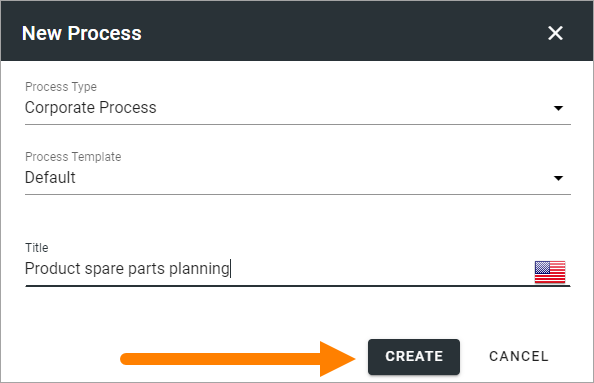 New Process
Process Type
Corporate Process
Process Template
Default
Title
Product spare parts planning
CREATE CANCEL